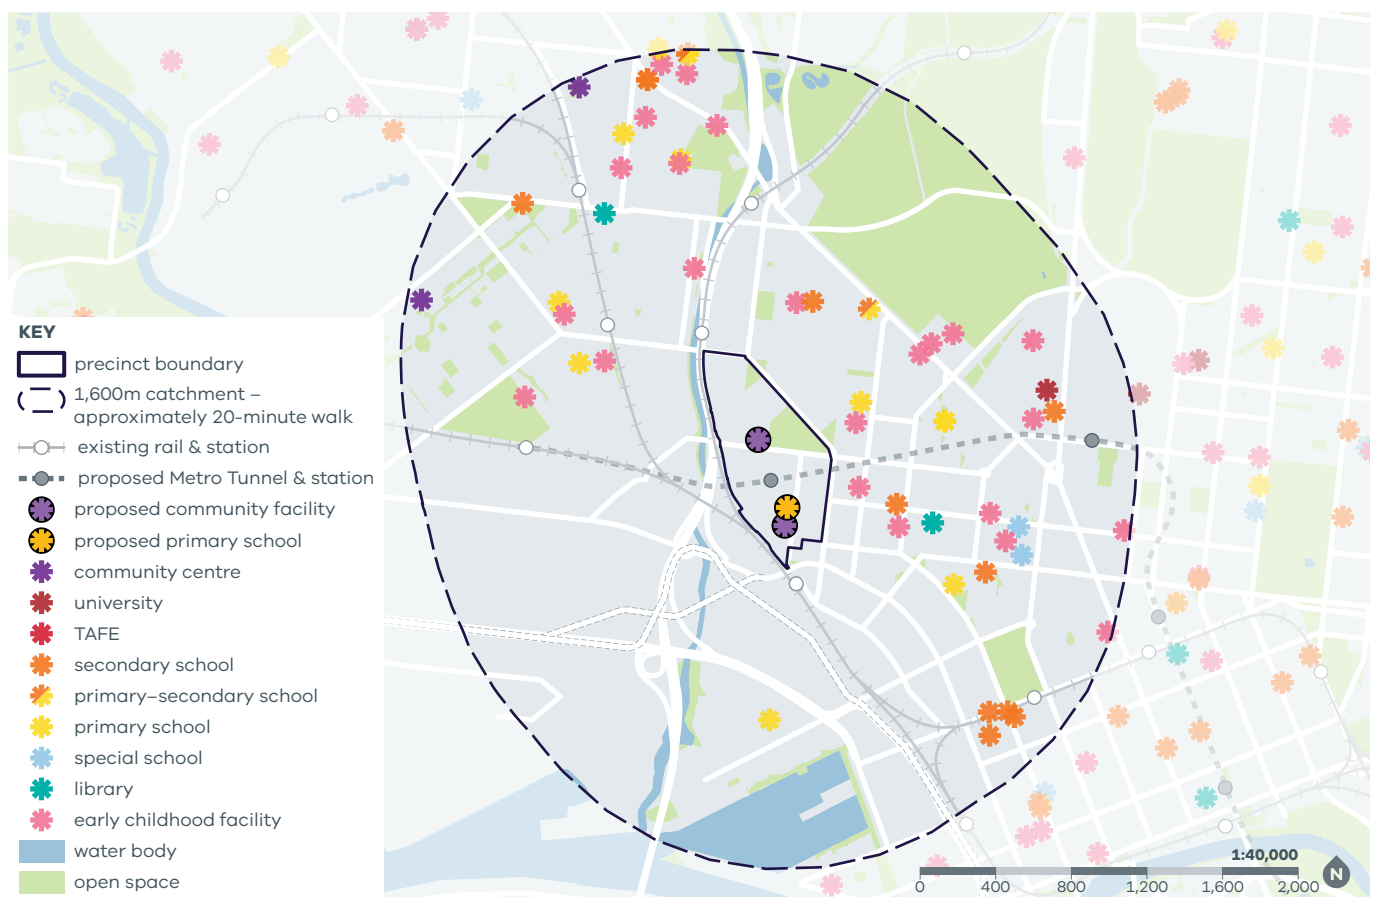 KEY
precinct boundary
1,600m catchment –
approximately 20-minute walk
existing rail & station
proposed Metro Tunnel & station
proposed community facility
proposed primary school
community centre
university
TAFE
secondary school
primary–secondary school
primary school
special school
library
early childhood facility
water body
open space
1:40,000
0 400 800 1,200 1,600 2,000
N